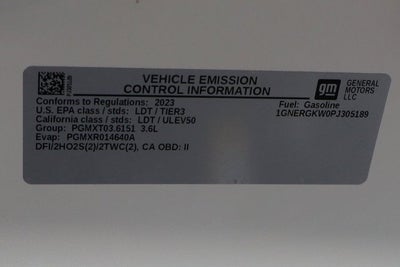 VEHICLE EMISSION
CONTROL INFORMATION
gm
GENERAL
MOTORS LLC
Conforms to Regulations: 2023
Fuel: Gasoline
U.S. EPA class / stds: LDT / TIER3
1GNERGKW0PJ305189
California class / stds: LDT / ULEV50
Group: PGMXT03.6151 3.6L
Evap: PGMXR014640A
DFI/2HO2S(2)/2TWC(2), CA OBD: II